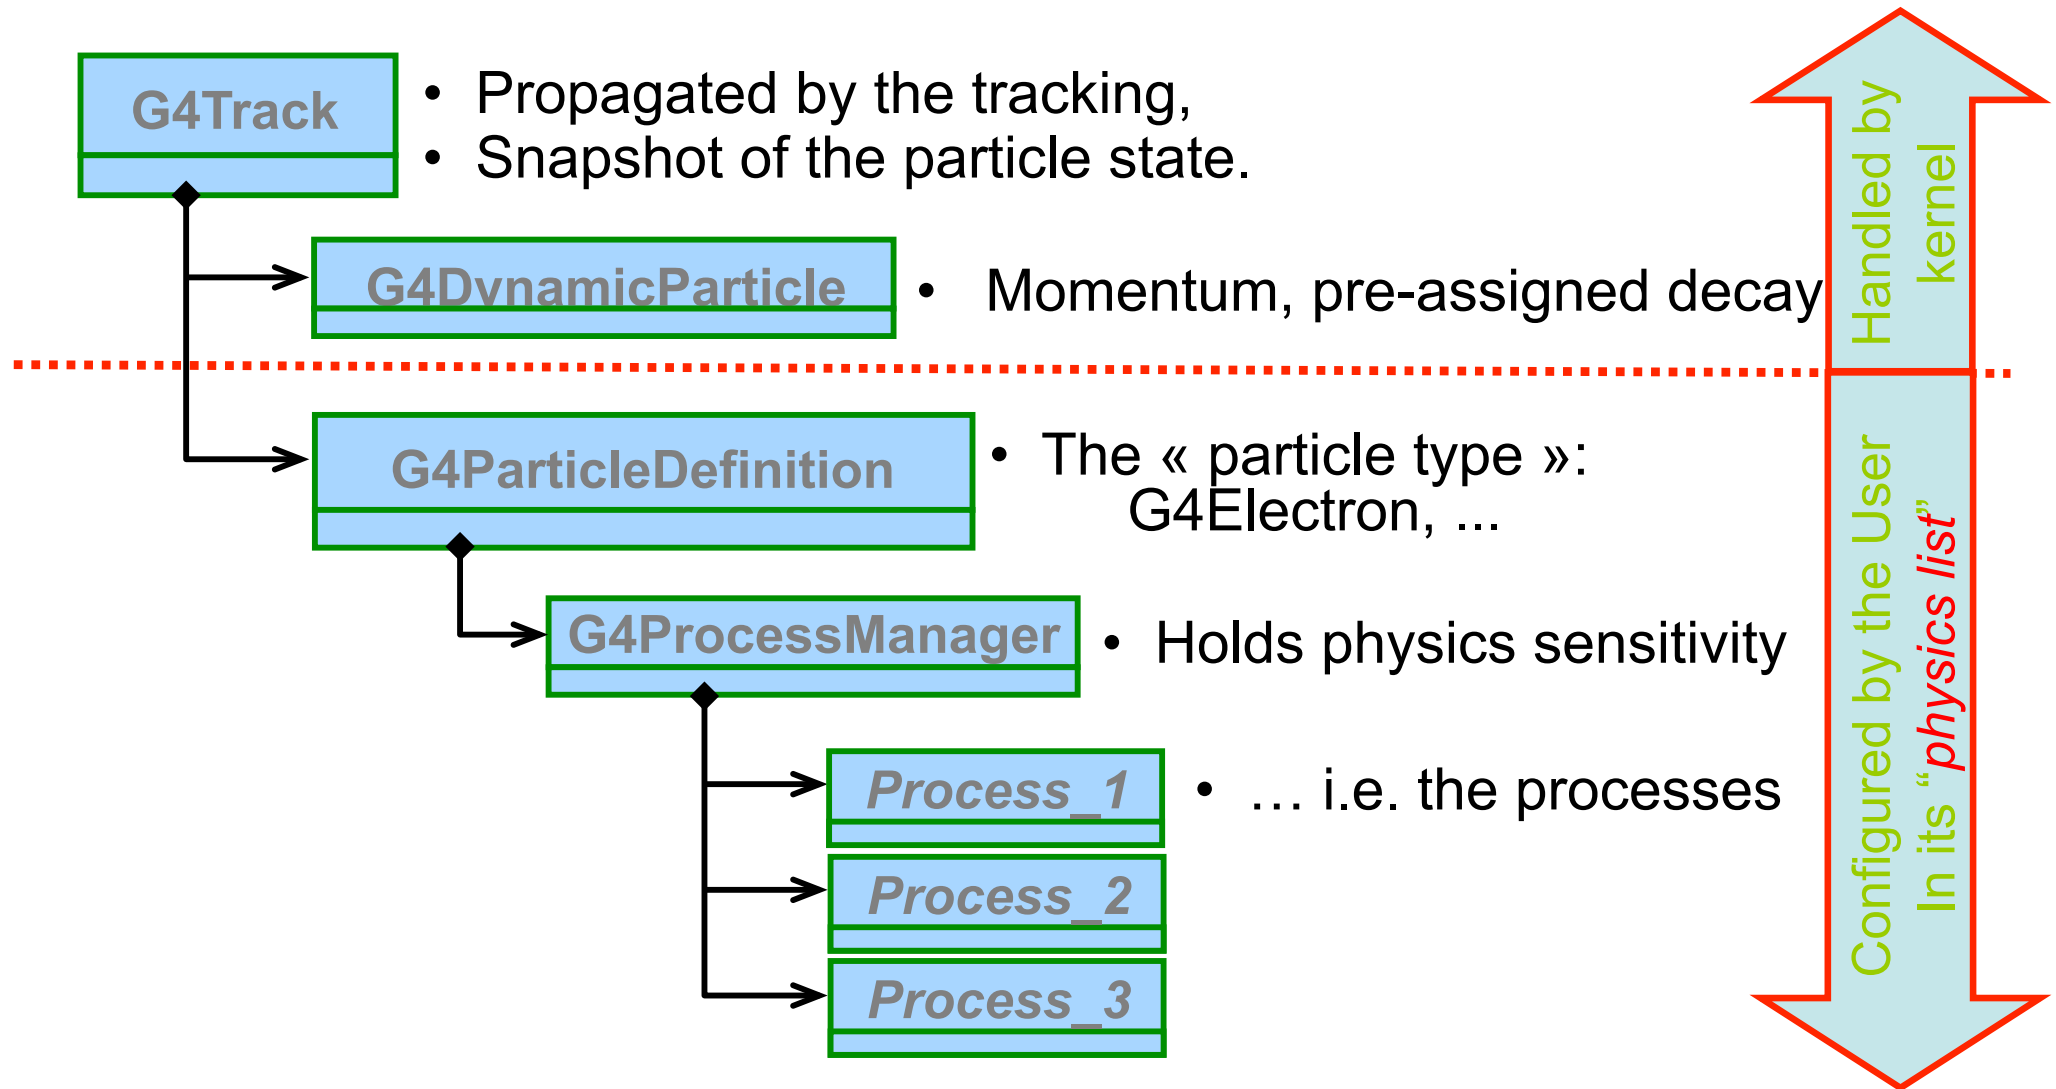 G4Track
• Propagated by the tracking,
• Snapshot of the particle state.
G4DynamicParticle
• Momentum, pre-assigned decay
G4ParticleDefinition
• The « particle type »:
G4Electron, ...
G4ProcessManager
• Holds physics sensitivity
Process_1
• … i.e. the processes
Process_2
Process_3
Handled by
kernel
Configured by the User
In its “physics list”